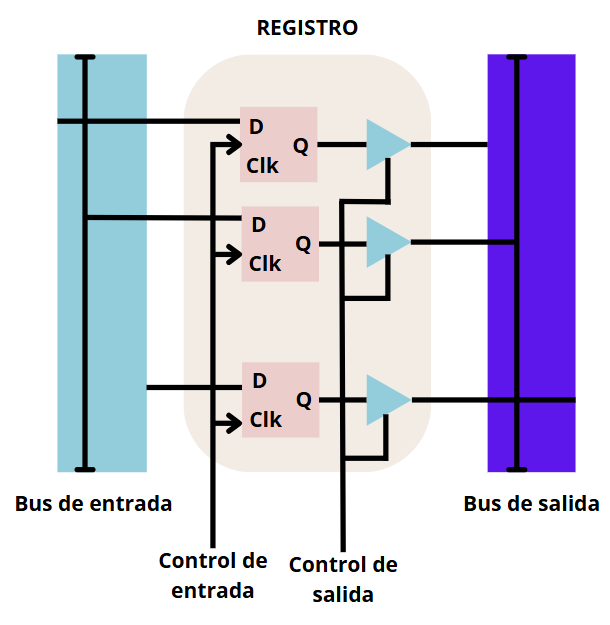 REGISTRO
D
Q
Clk
D
Q
Clk
D
Q
Clk
Bus de entrada
Bus de salida
Control de
entrada
Control de
salida